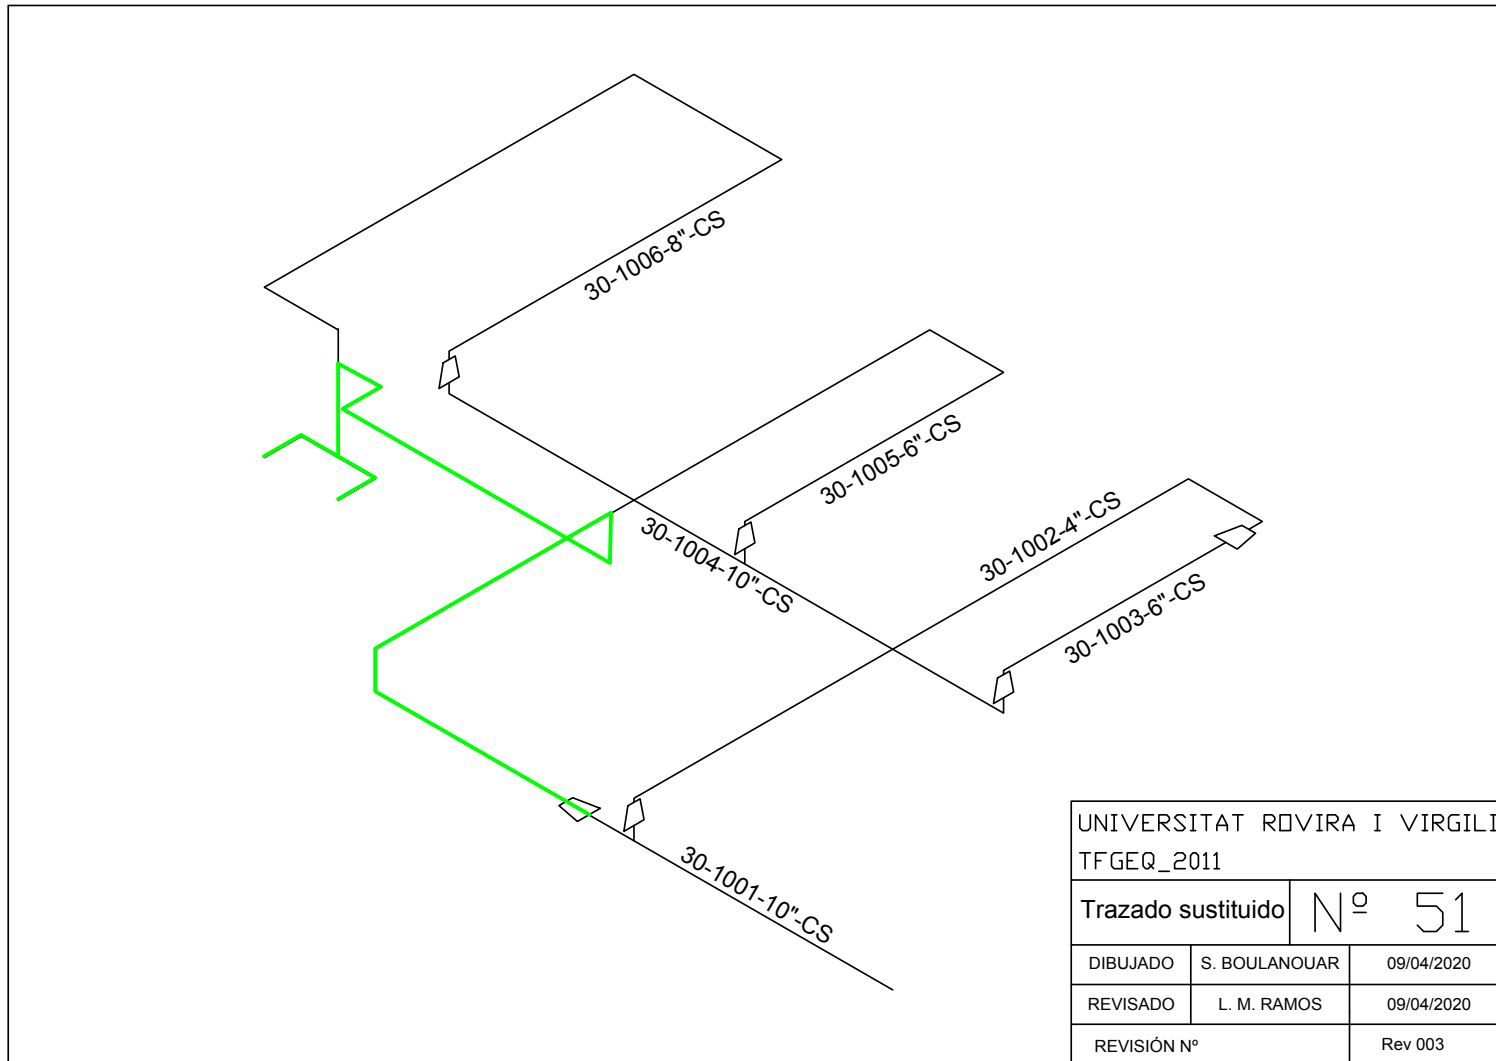 30-1006-8"-CS
30-1005-6"-CS
30-1004-10"-CS
30-1002-4"-CS
30-1003-6"-CS
30-1001-10"-CS
UNIVERSITAT ROVIRA I VIRGILI
TFGEQ_2011
Trazado sustituido Nº 51
DIBUJADO S. BOULANOUAR 09/04/2020
REVISADO L. M. RAMOS 09/04/2020
REVISIÓN Nº Rev 003